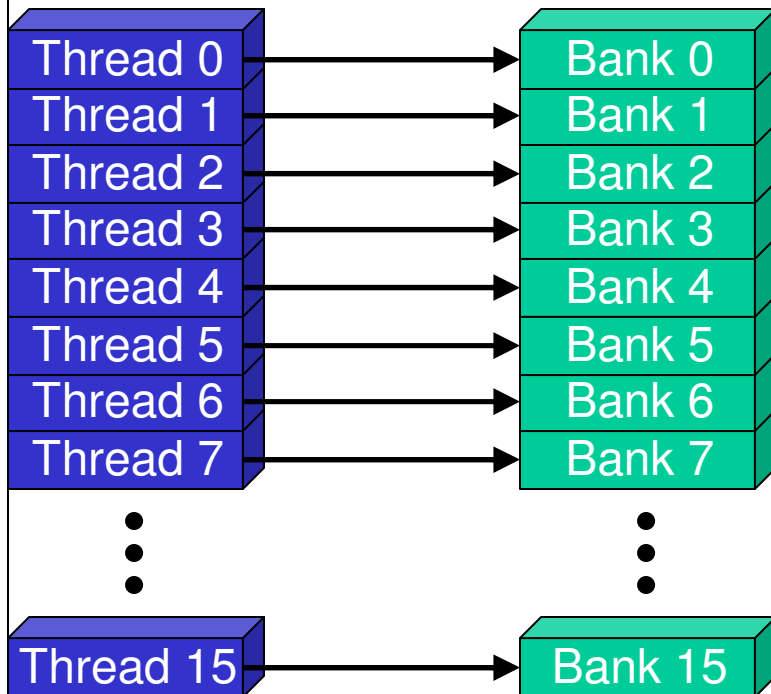 Thread 0
Bank 0
Thread 1
Bank 1
Thread 2
Bank 2
Thread 3
Bank 3
Thread 4
Bank 4
Thread 5
Bank 5
Thread 6
Bank 6
Thread 7
Bank 7
Thread 15
Bank 15